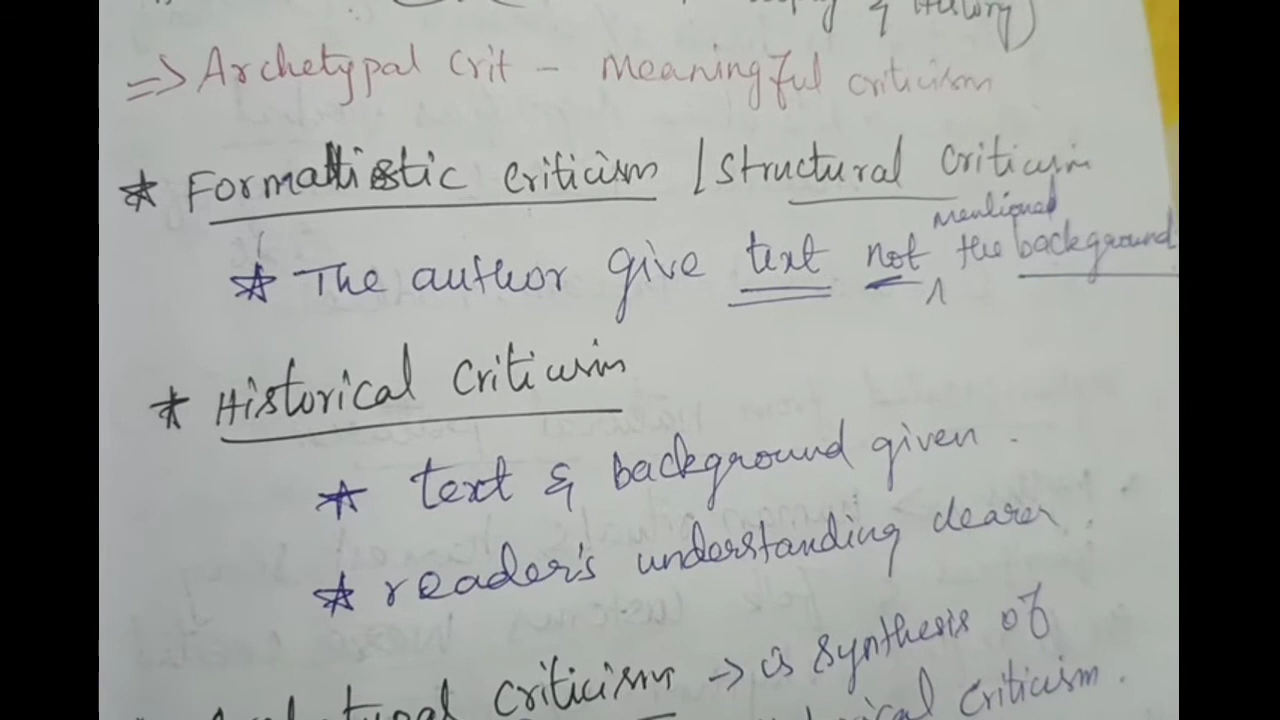 & History)
=> Archetypal Crit - Meaningful criticism
* Formalistic Criticism / Structural Criticism
* The author give text not mentioned the background
* Historical Criticism
* text & background given.
* reader's understanding clearer.
criticism → is synthesis of
criticism.